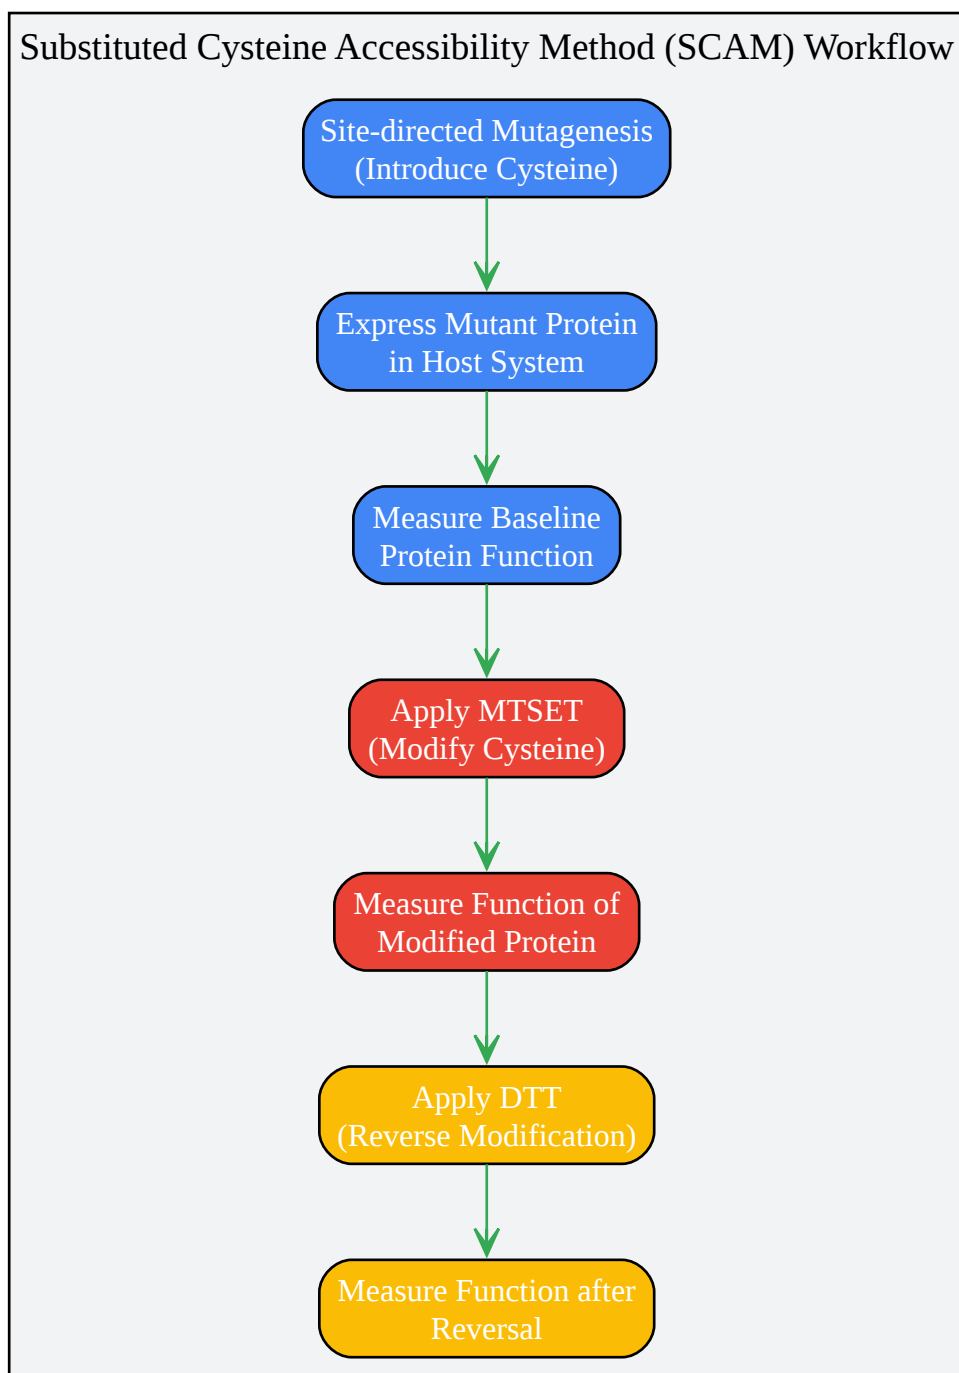 Substituted Cysteine Accessibility Method (SCAM) Workflow
Site-directed Mutagenesis
(Introduce Cysteine)
Express Mutant Protein
in Host System
Measure Baseline
Protein Function
Apply MTSET
(Modify Cysteine)
Measure Function of
Modified Protein
Apply DTT
(Reverse Modification)
Measure Function after
Reversal